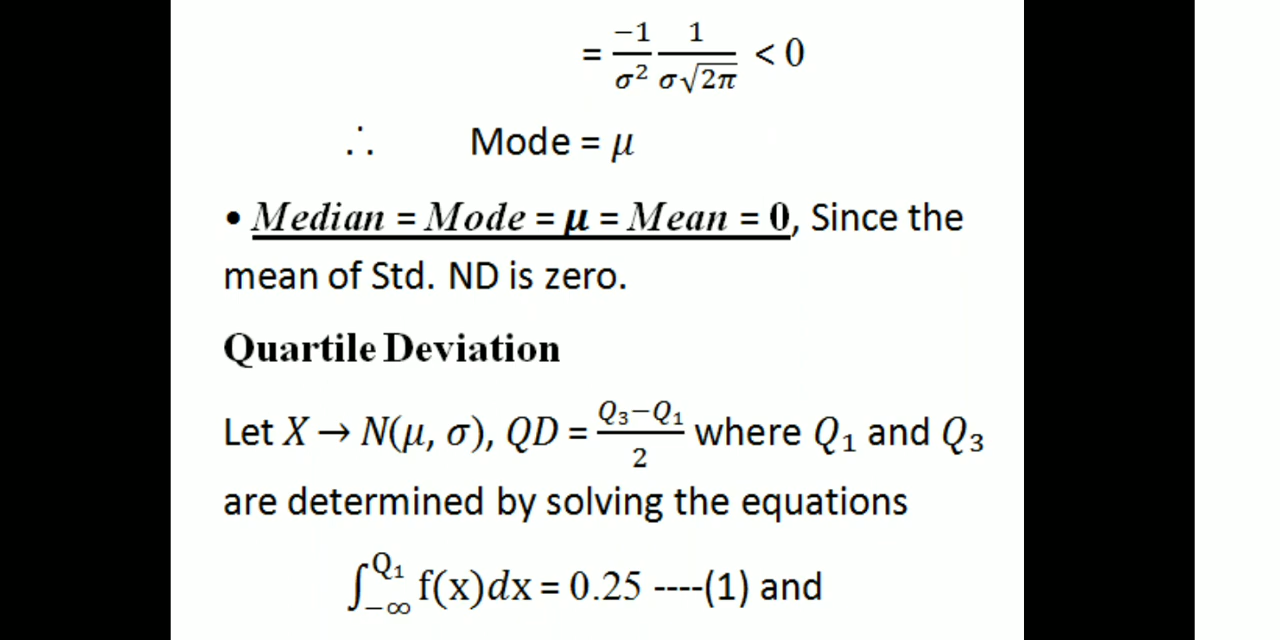 = −1/σ² 1/σ√2π < 0
∴ Mode = μ
• Median = Mode = μ = Mean = 0, Since the
mean of Std. ND is zero.
Quartile Deviation
Let X → N(μ, σ), QD = Q₃−Q₁/2 where Q₁ and Q₃
are determined by solving the equations
∫₋∞^Q₁ f(x)dx = 0.25 ----(1) and